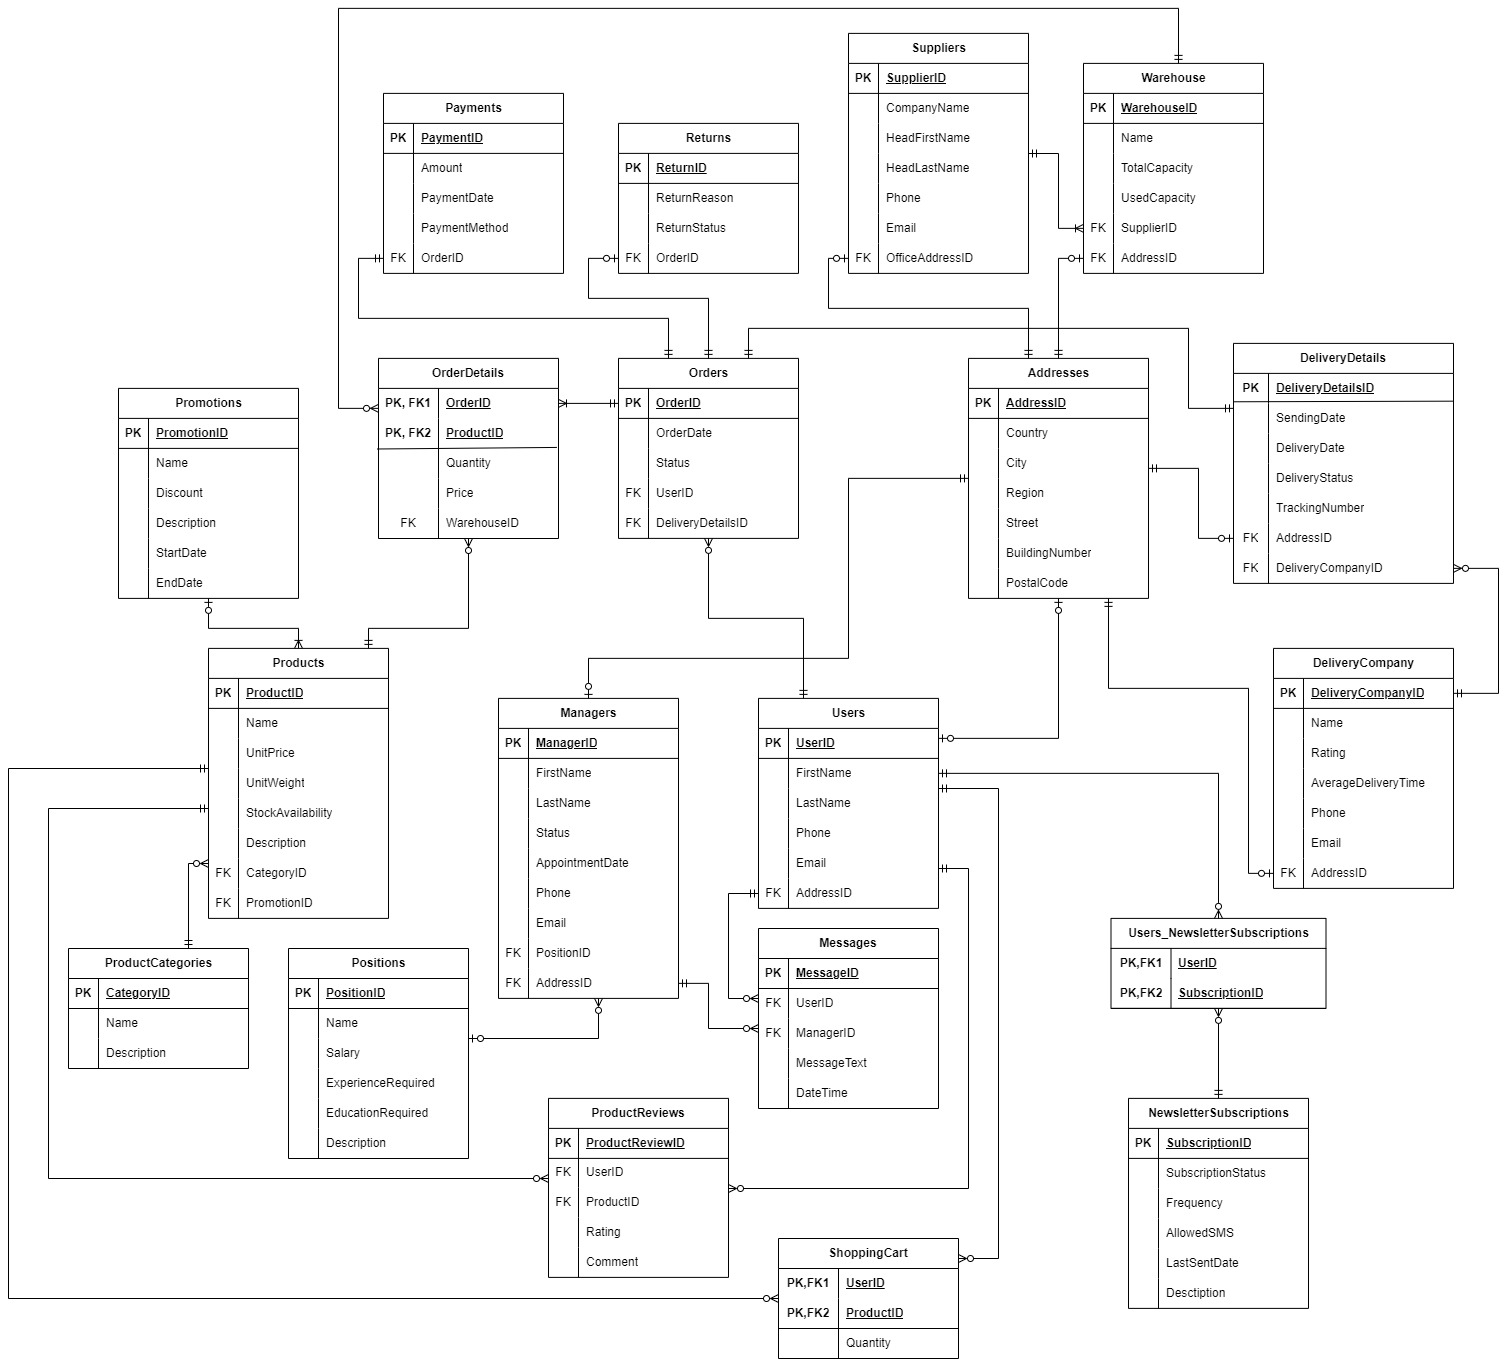 Suppliers
PK SupplierID
CompanyName
HeadFirstName
HeadLastName
Phone
Email
FK OfficeAddressID
Warehouse
PK WarehouseID
Name
TotalCapacity
UsedCapacity
FK SupplierID
FK AddressID
Payments
PK PaymentID
Amount
PaymentDate
PaymentMethod
FK OrderID
Returns
PK ReturnID
ReturnReason
ReturnStatus
FK OrderID
Promotions
PK PromotionID
Name
Discount
Description
StartDate
EndDate
OrderDetails
PK, FK1 OrderID
PK, FK2 ProductID
Quantity
Price
FK WarehouseID
Orders
PK OrderID
OrderDate
Status
FK UserID
FK DeliveryDetailsID
Addresses
PK AddressID
Country
City
Region
Street
BuildingNumber
PostalCode
DeliveryDetails
PK DeliveryDetailsID
SendingDate
DeliveryDate
DeliveryStatus
TrackingNumber
FK AddressID
FK DeliveryCompanyID
Products
PK ProductID
Name
UnitPrice
UnitWeight
StockAvailability
Description
FK CategoryID
FK PromotionID
Managers
PK ManagerID
FirstName
LastName
Status
AppointmentDate
Phone
Email
FK PositionID
FK AddressID
Users
PK UserID
FirstName
LastName
Phone
Email
FK AddressID
DeliveryCompany
PK DeliveryCompanyID
Name
Rating
AverageDeliveryTime
Phone
Email
FK AddressID
ProductCategories
PK CategoryID
Name
Description
Positions
PK PositionID
Name
Salary
ExperienceRequired
EducationRequired
Description
Messages
PK MessageID
FK UserID
FK ManagerID
MessageText
DateTime
Users_NewsletterSubscriptions
PK,FK1 UserID
PK,FK2 SubscriptionID
ProductReviews
PK ProductReviewID
FK UserID
FK ProductID
Rating
Comment
NewsletterSubscriptions
PK SubscriptionID
SubscriptionStatus
Frequency
AllowedSMS
LastSentDate
Desctiption
ShoppingCart
PK,FK1 UserID
PK,FK2 ProductID
Quantity